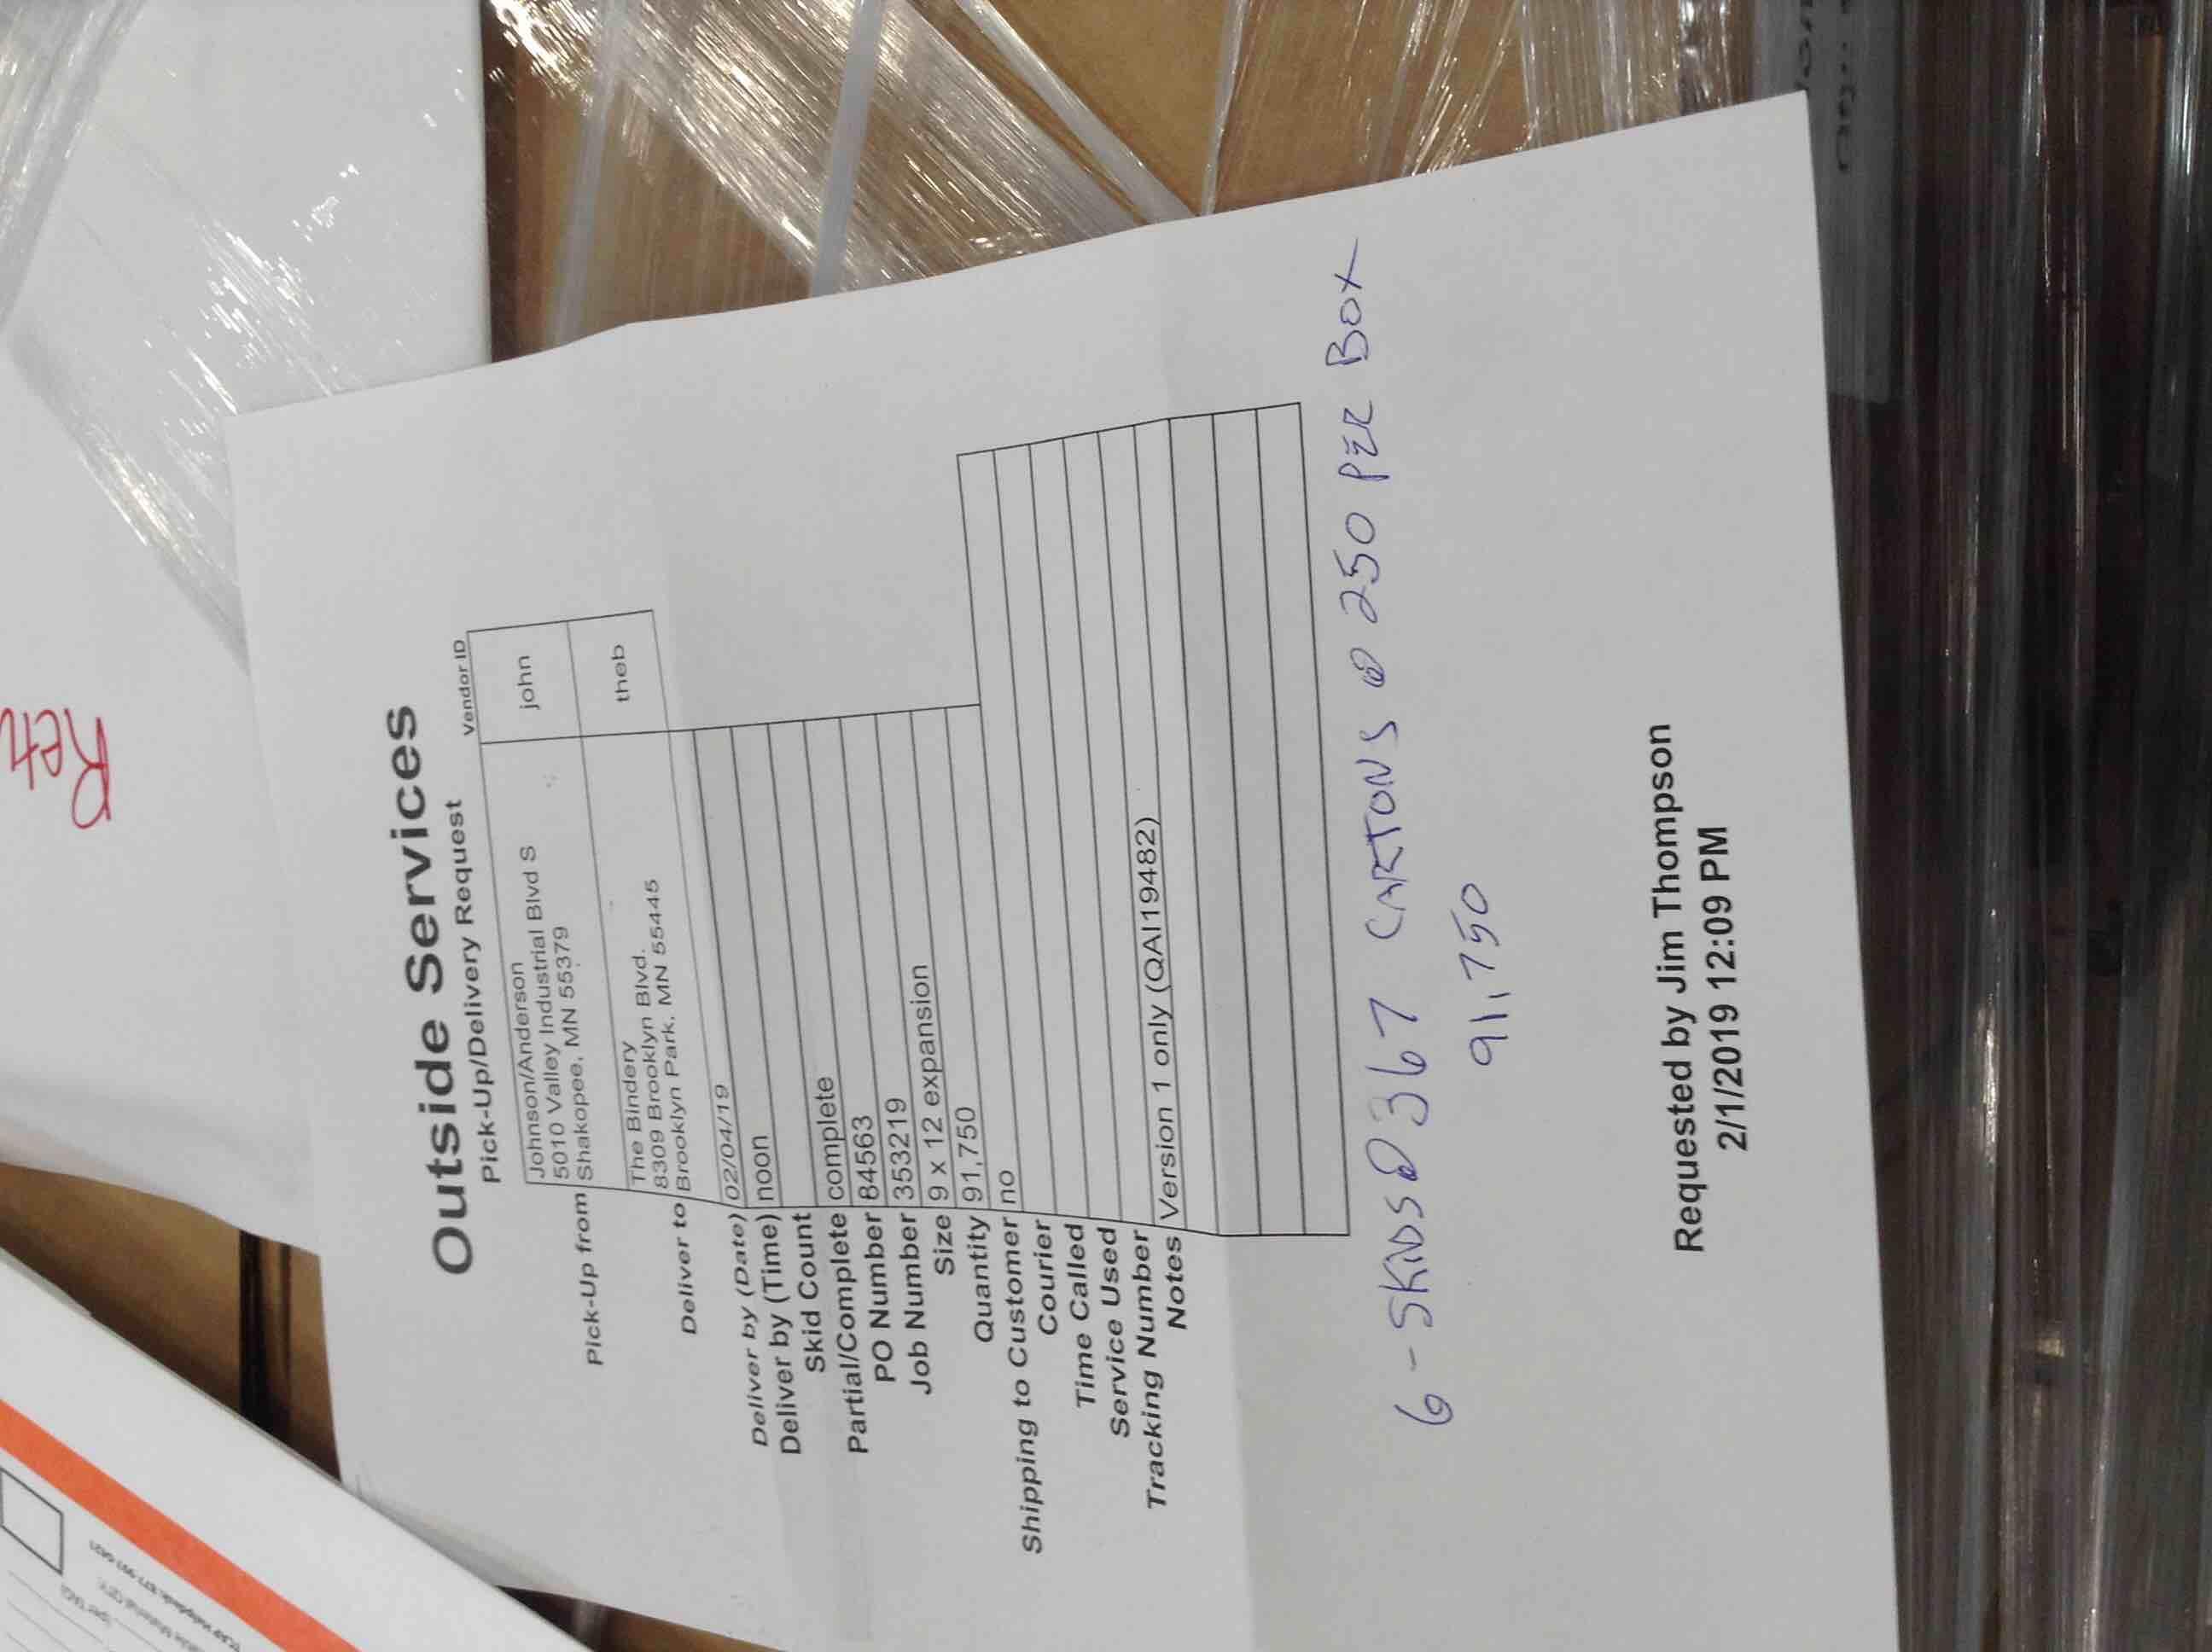 Outside Services
Pick-Up/Delivery Request
Vendor ID
Johnson/Anderson
5010 Valley Industrial Blvd S
Pick-Up from Shakopee, MN 55379
john
The Bindery
8309 Brooklyn Blvd.
Deliver to Brooklyn Park, MN 55445
theb
Deliver by (Date) 02/04/19
Deliver by (Time) noon
Skid Count
Partial/Complete complete
PO Number 84563
Job Number 353219
Size 9 x 12 expansion
Quantity 91,750
Shipping to Customer no
Courier
Time Called
Service Used
Tracking Number
Notes Version 1 only (QAI19482)
6 - SKIDS @ 367 CARTONS @ 250 PER BOX
91,750
Requested by Jim Thompson
2/1/2019 12:09 PM